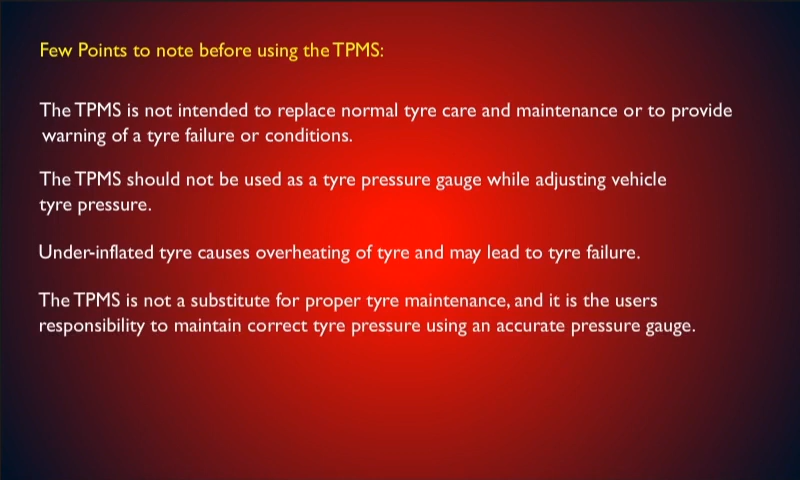 Few Points to note before using the TPMS:
The TPMS is not intended to replace normal tyre care and maintenance or to provide
warning of a tyre failure or conditions.
The TPMS should not be used as a tyre pressure gauge while adjusting vehicle
tyre pressure.
Under-inflated tyre causes overheating of tyre and may lead to tyre failure.
The TPMS is not a substitute for proper tyre maintenance, and it is the users
responsibility to maintain correct tyre pressure using an accurate pressure gauge.